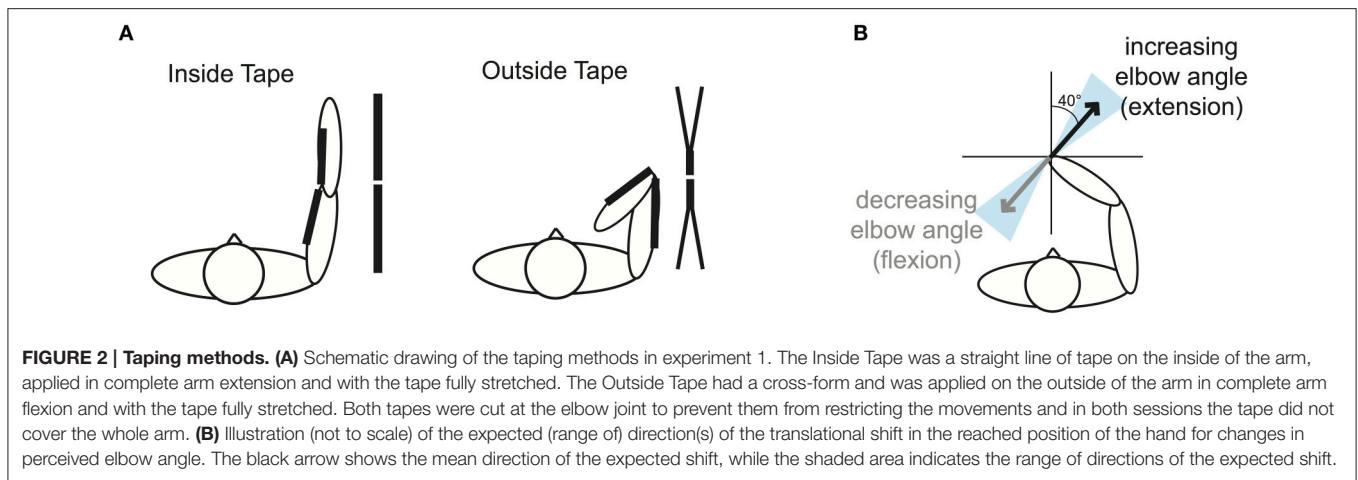 A
Inside Tape
Outside Tape
B
increasing
elbow angle
(extension)
40°
decreasing
elbow angle
(flexion)
FIGURE 2 | Taping methods. (A) Schematic drawing of the taping methods in experiment 1. The Inside Tape was a straight line of tape on the inside of the arm,
applied in complete arm extension and with the tape fully stretched. The Outside Tape had a cross-form and was applied on the outside of the arm in complete arm
flexion and with the tape fully stretched. Both tapes were cut at the elbow joint to prevent them from restricting the movements and in both sessions the tape did not
cover the whole arm. (B) Illustration (not to scale) of the expected (range of) direction(s) of the translational shift in the reached position of the hand for changes in
perceived elbow angle. The black arrow shows the mean direction of the expected shift, while the shaded area indicates the range of directions of the expected shift.